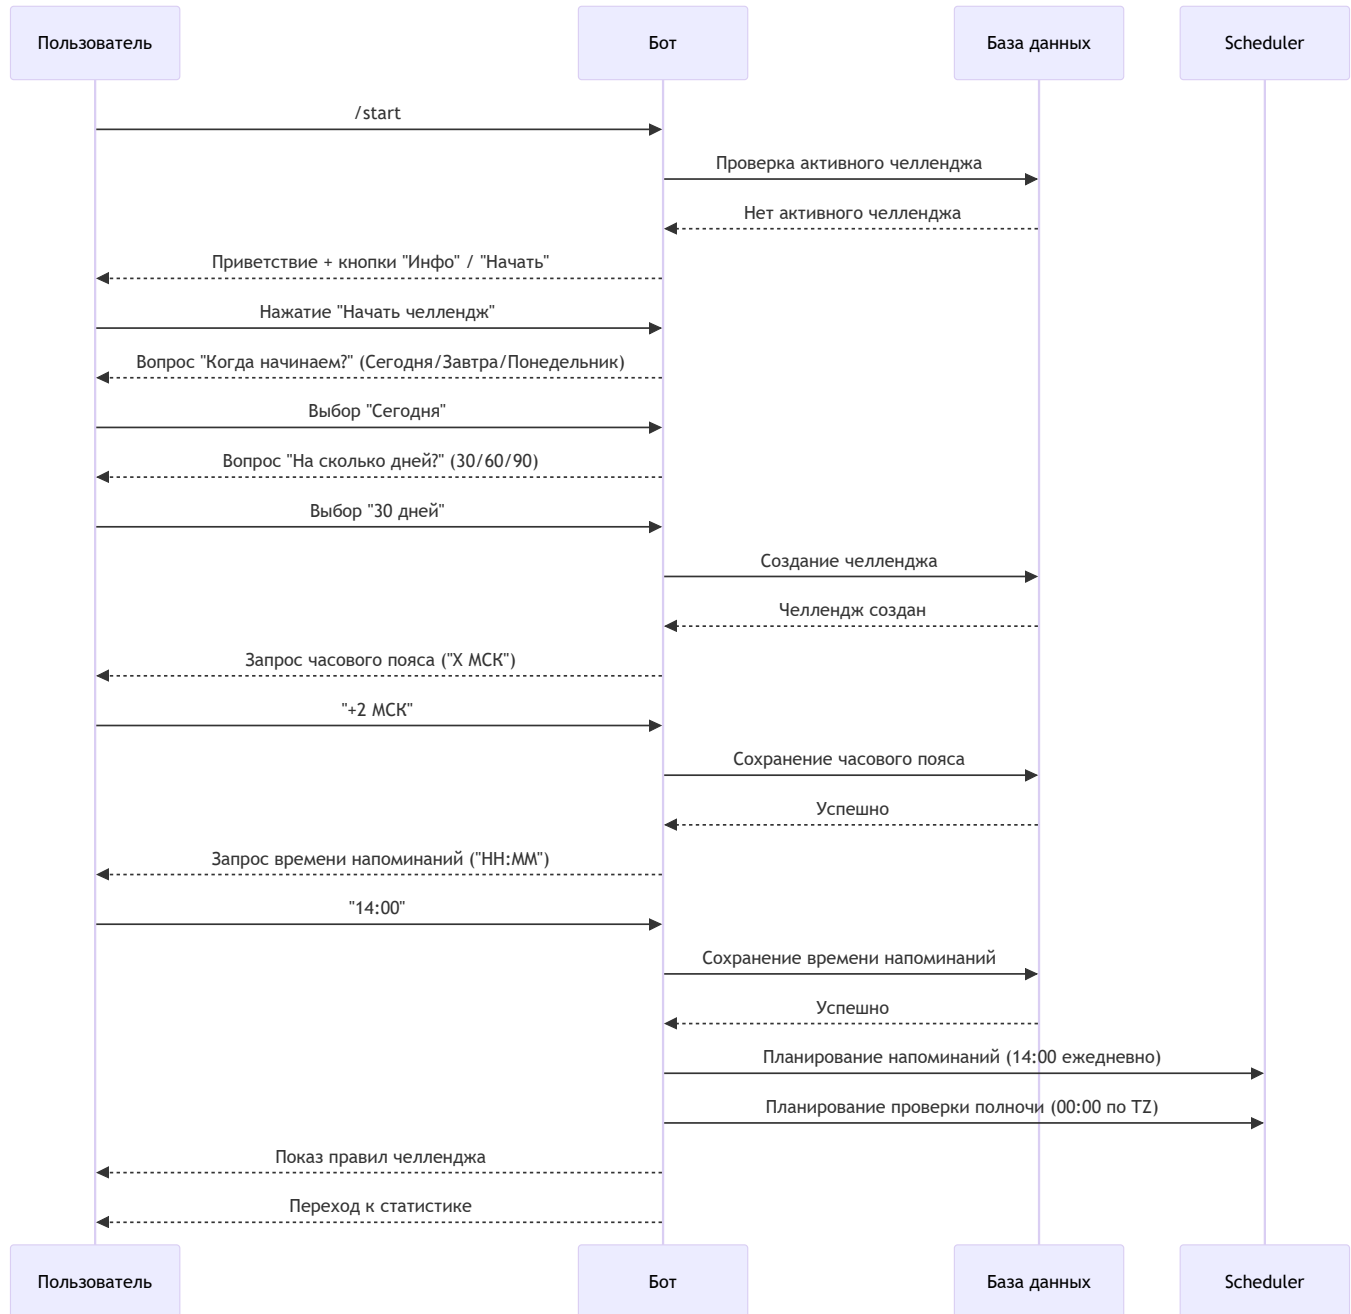 Пользователь
Бот
База данных
Scheduler
/start
Проверка активного челленджа
Нет активного челленджа
Приветствие + кнопки "Инфо" / "Начать"
Нажатие "Начать челлендж"
Вопрос "Когда начинаем?" (Сегодня/Завтра/Понедельник)
Выбор "Сегодня"
Вопрос "На сколько дней?" (30/60/90)
Выбор "30 дней"
Создание челленджа
Челлендж создан
Запрос часового пояса ("X МСК")
"+2 МСК"
Сохранение часового пояса
Успешно
Запрос времени напоминаний ("HH:MM")
"14:00"
Сохранение времени напоминаний
Успешно
Планирование напоминаний (14:00 ежедневно)
Планирование проверки полночи (00:00 по TZ)
Показ правил челленджа
Переход к статистике
Пользователь
Бот
База данных
Scheduler